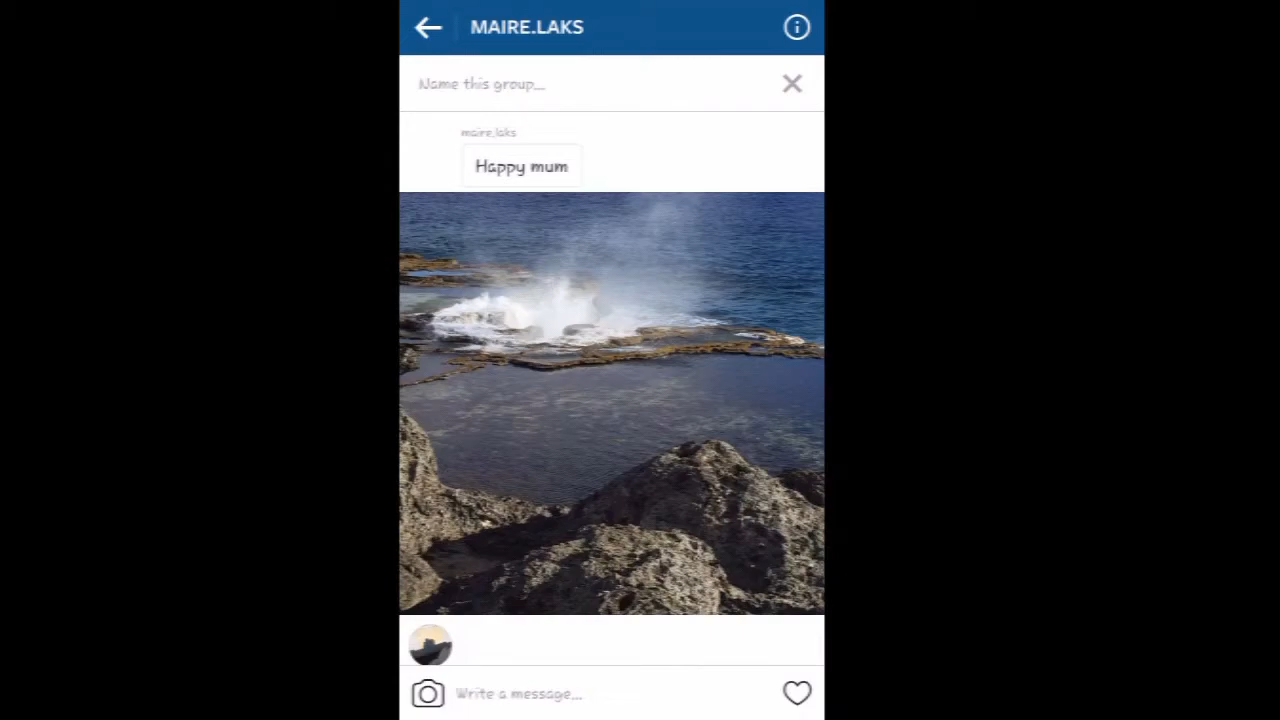 MAIRE.LAKS
Name this group...
maire.laks
Happy mum
Write a message...